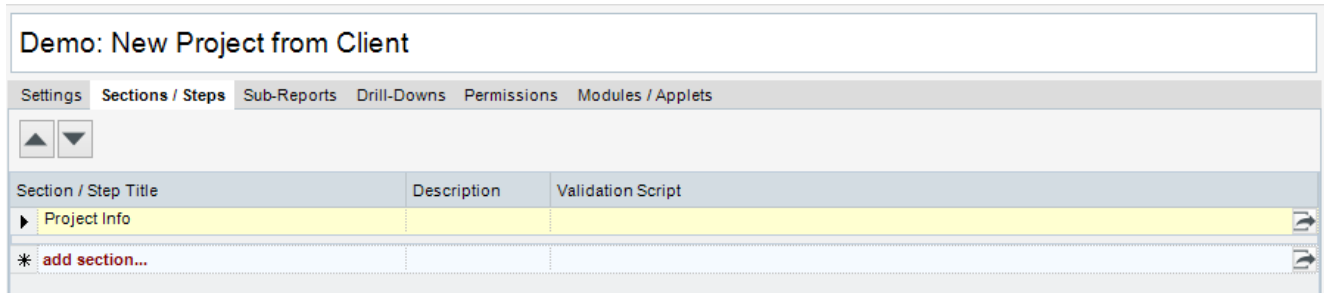 Demo: New Project from Client
Settings Sections / Steps Sub-Reports Drill-Downs Permissions Modules / Applets
Section / Step Title Description Validation Script
Project Info
add section...